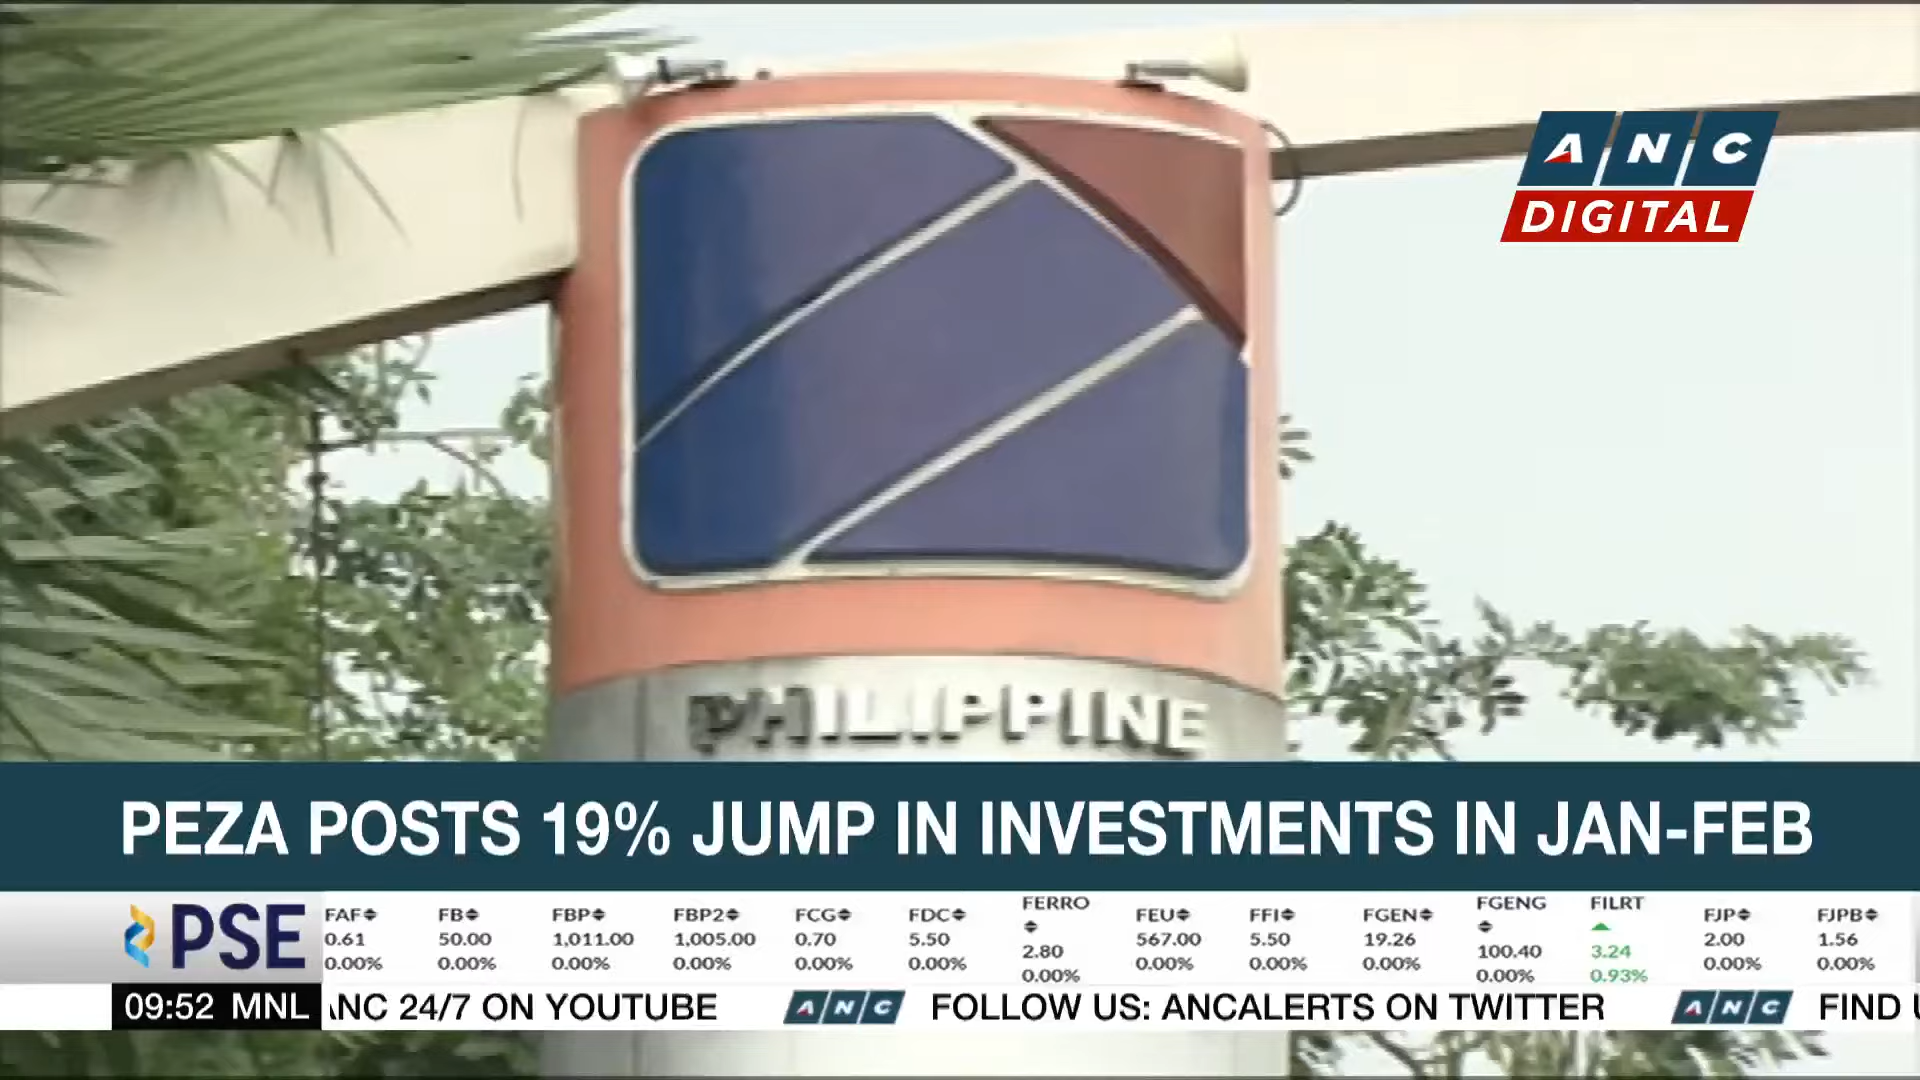 ANC
DIGITAL
PHILIPPINE
PEZA POSTS 19% JUMP IN INVESTMENTS IN JAN-FEB
PSE
FAF FB FBP FBP2 FCG FDC FERRO FEU FFI FGEN FGENG FILRT FJP FJPB
0.61 50.00 1,011.00 1,005.00 0.70 5.50 2.80 567.00 5.50 19.26 100.40 3.24 2.00 1.56
0.00% 0.00% 0.00% 0.00% 0.00% 0.00% 0.00% 0.00% 0.00% 0.00% 0.00% 0.93% 0.00% 0.00%
09:52 MNL ANC 24/7 ON YOUTUBE ANC FOLLOW US: ANCALERTS ON TWITTER ANC FIND